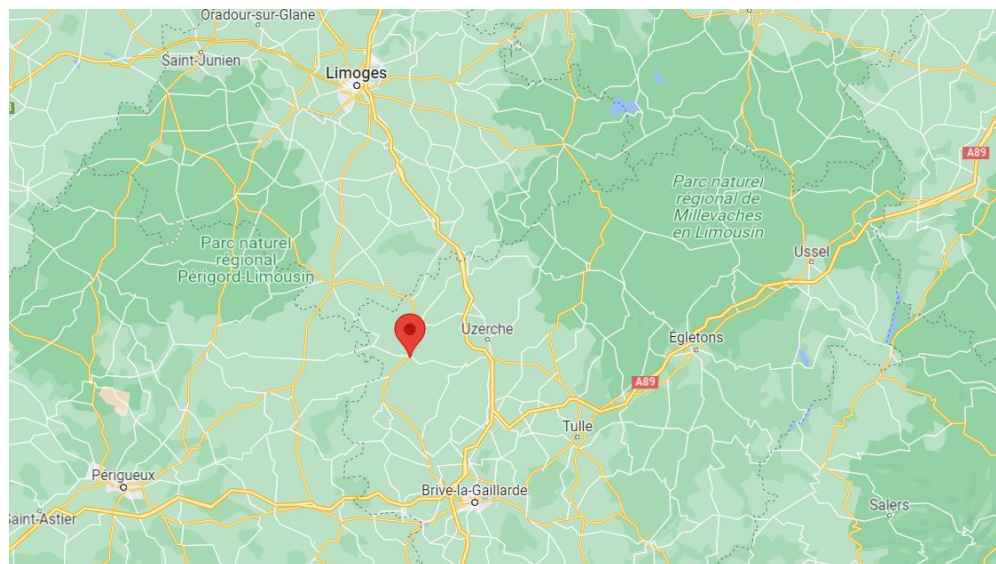 Oradour-sur-Glane
Saint-Junien
Limoges
A89
Parc naturel
régional de
Millevaches
en Limousin
Parc naturel
régional
Périgord-Limousin
Ussel
Uzerche
Égletons
A89
Tulle
Périgueux
Brive-la-Gaillarde
Salers
Saint-Astier